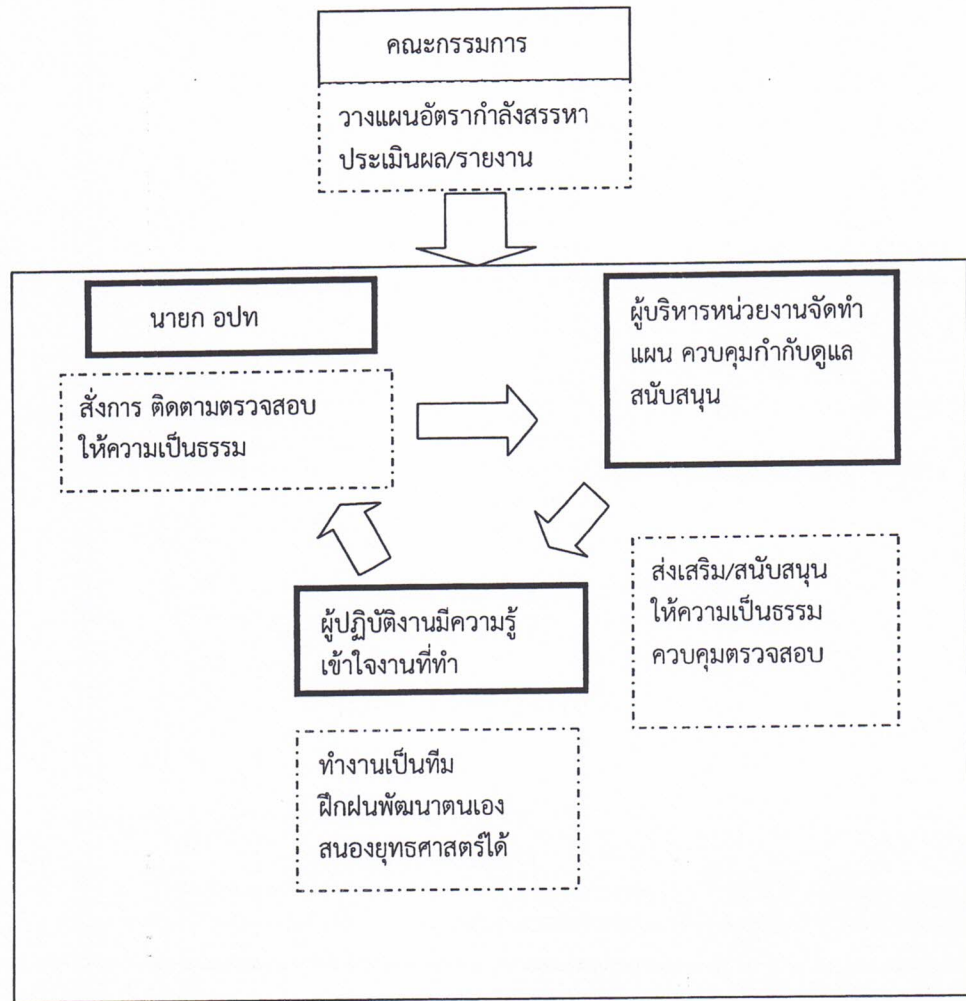 คณะกรรมการ
วางแผนอัตรากำลังสรรหา
ประเมินผล/รายงาน
นายก อปท
สั่งการ ติดตามตรวจสอบ
ให้ความเป็นธรรม
ผู้บริหารหน่วยงานจัดทำ
แผน ควบคุมกำกับดูแล
สนับสนุน
ส่งเสริม/สนับสนุน
ให้ความเป็นธรรม
ควบคุมตรวจสอบ
ผู้ปฏิบัติงานมีความรู้
เข้าใจงานที่ทำ
ทำงานเป็นทีม
ฝึกฝนพัฒนาตนเอง
สนองยุทธศาสตร์ได้